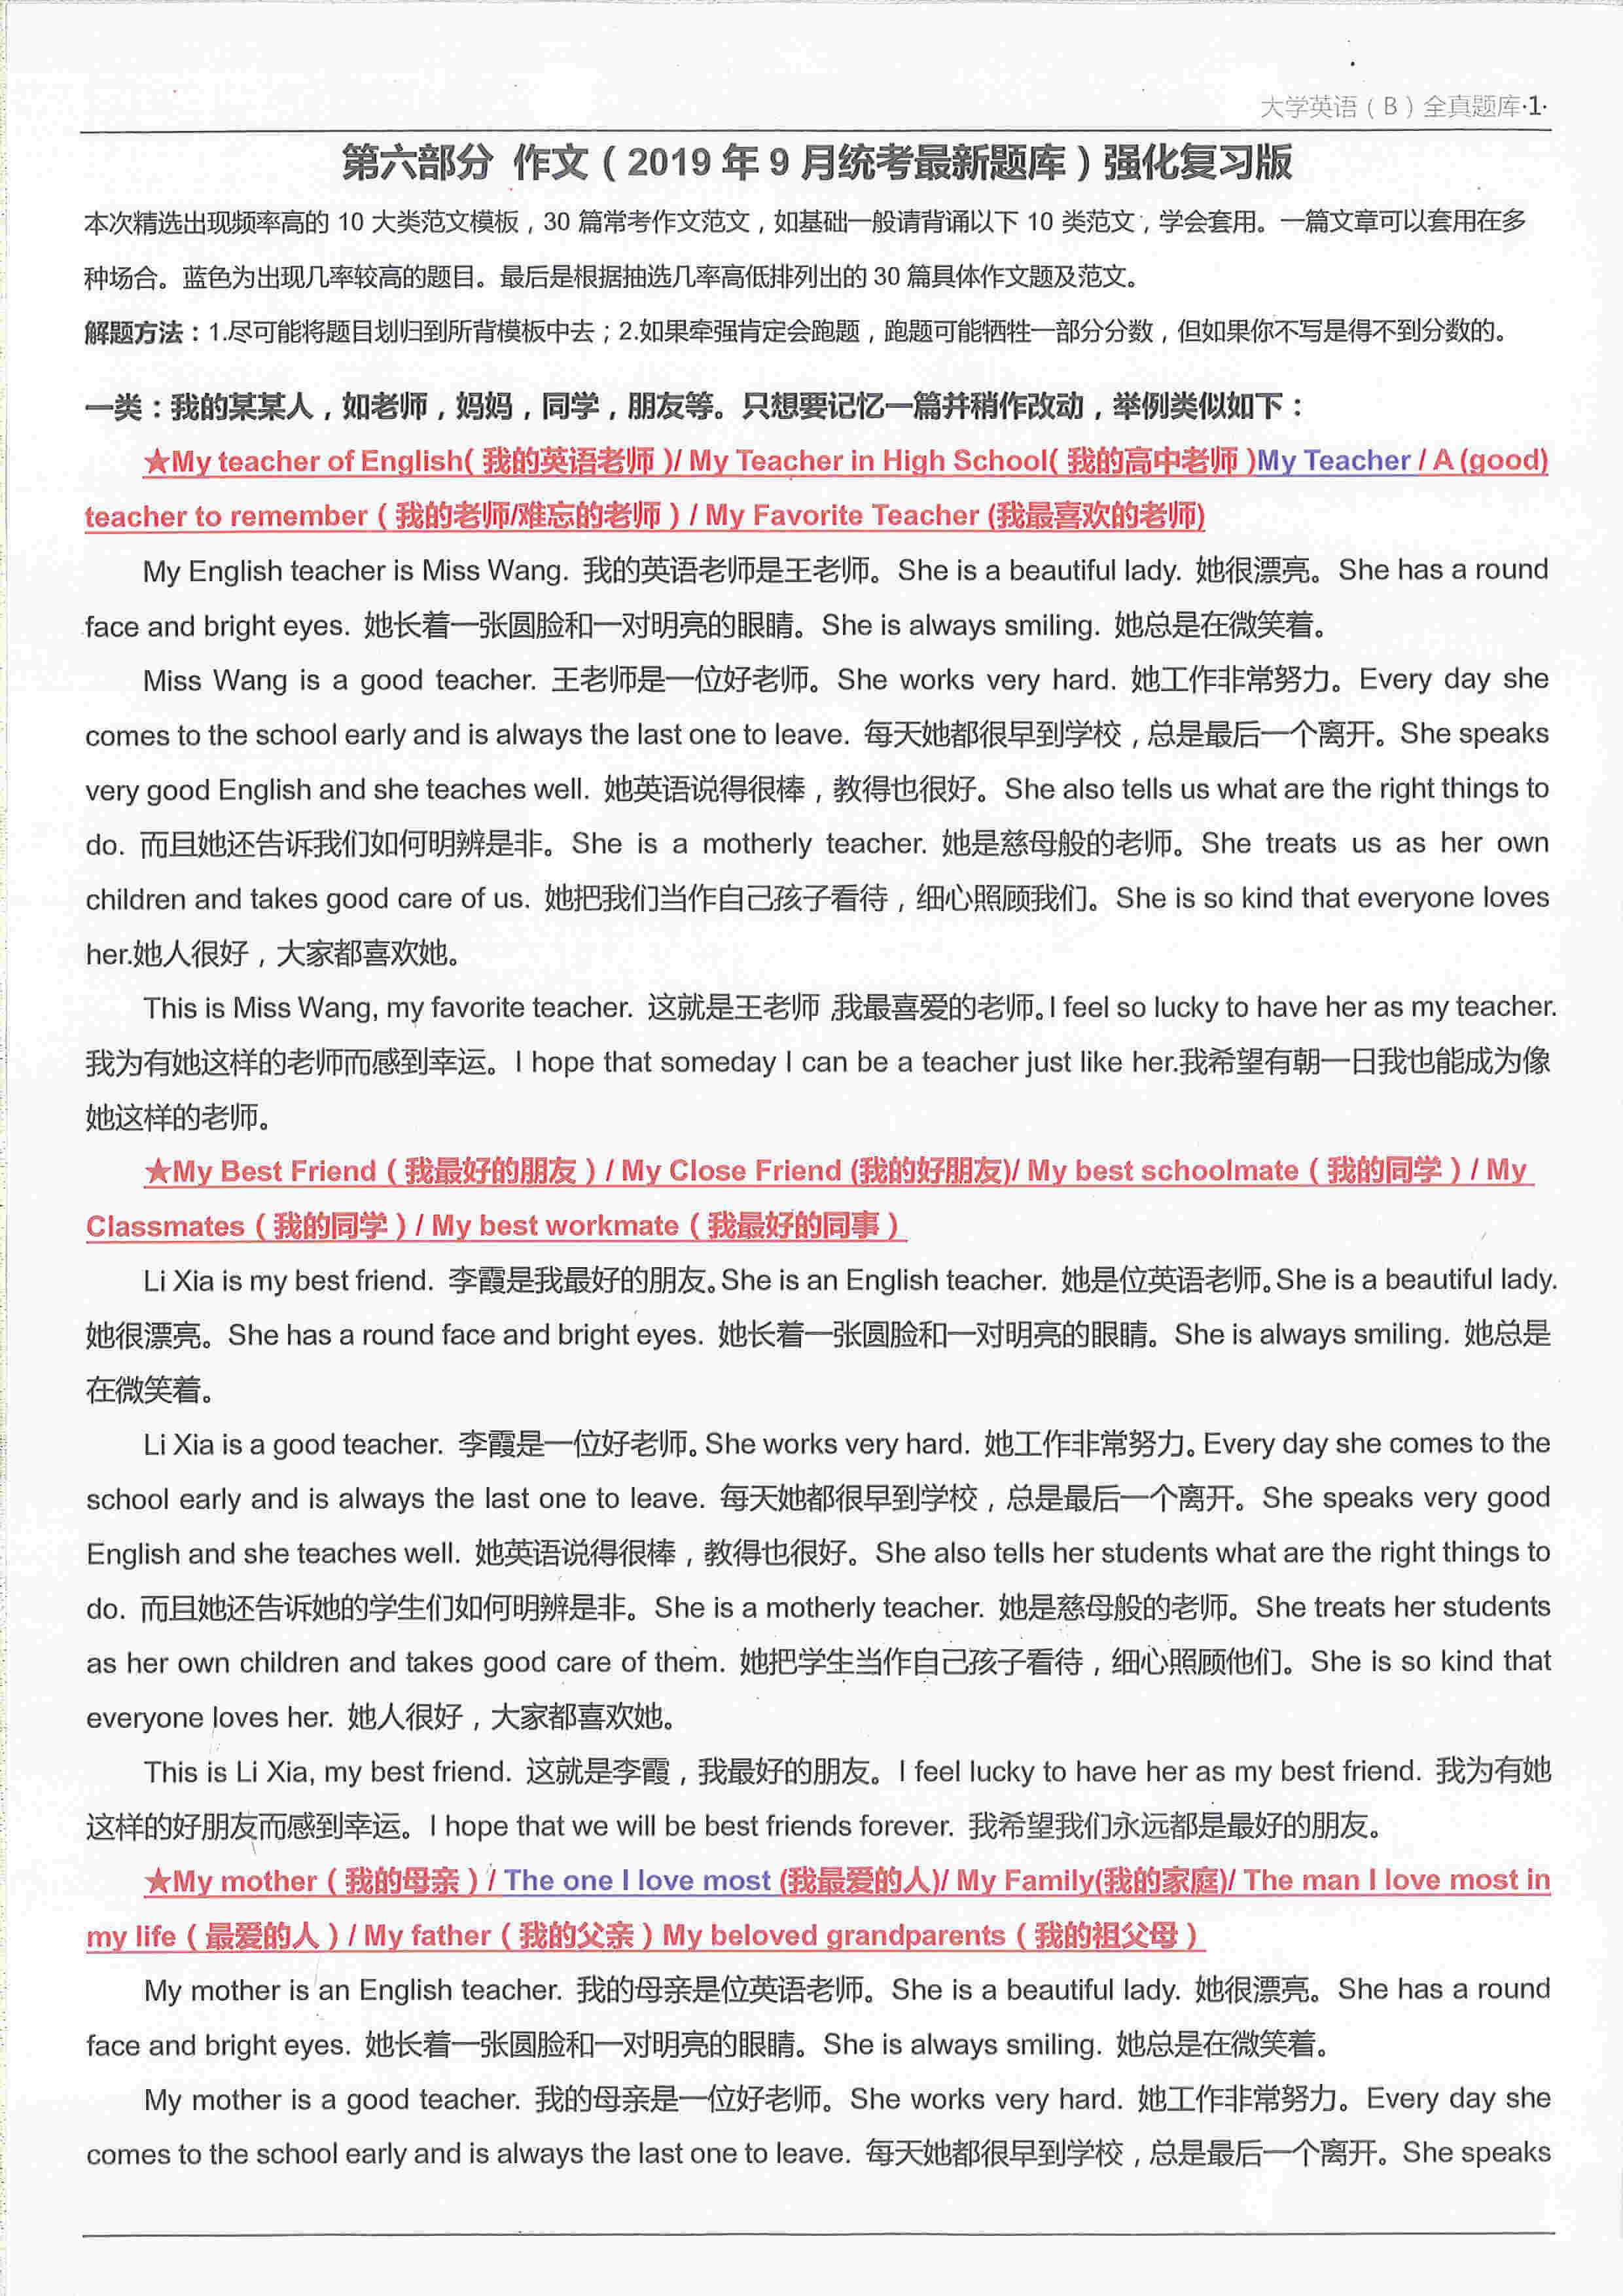 大学英语（B）全真题库·1·
第六部分 作文（2019 年 9 月统考最新题库）强化复习版
本次精选出现频率高的 10 大类范文模板，30 篇常考作文范文，如基础一般请背诵以下 10 类范文，学会套用。一篇文章可以套用在多
种场合。蓝色为出现几率较高的题目。最后是根据抽选几率高低排列出的 30 篇具体作文题及范文。
解题方法：1.尽可能将题目划归到所背模板中去；2.如果牵强肯定会跑题，跑题可能牺牲一部分分数，但如果你不写是得不到分数的。
一类：我的某某人，如老师，妈妈，同学，朋友等。只想要记忆一篇并稍作改动，举例类似如下：
★My teacher of English( 我的英语老师 )/ My Teacher in High School( 我的高中老师 )My Teacher / A (good)
teacher to remember（我的老师/难忘的老师）/ My Favorite Teacher (我最喜欢的老师)
My English teacher is Miss Wang. 我的英语老师是王老师。She is a beautiful lady. 她很漂亮。She has a round
face and bright eyes. 她长着一张圆脸和一对明亮的眼睛。She is always smiling. 她总是在微笑着。
Miss Wang is a good teacher. 王老师是一位好老师。She works very hard. 她工作非常努力。Every day she
comes to the school early and is always the last one to leave. 每天她都很早到学校，总是最后一个离开。She speaks
very good English and she teaches well. 她英语说得很棒，教得也很好。She also tells us what are the right things to
do. 而且她还告诉我们如何明辨是非。She is a motherly teacher. 她是慈母般的老师。She treats us as her own
children and takes good care of us. 她把我们当作自己孩子看待，细心照顾我们。She is so kind that everyone loves
her.她人很好，大家都喜欢她。
This is Miss Wang, my favorite teacher. 这就是王老师,我最喜爱的老师。I feel so lucky to have her as my teacher.
我为有她这样的老师而感到幸运。I hope that someday I can be a teacher just like her.我希望有朝一日我也能成为像
她这样的老师。
★My Best Friend（我最好的朋友）/ My Close Friend (我的好朋友)/ My best schoolmate（我的同学）/ My
Classmates（我的同学）/ My best workmate（我最好的同事）
Li Xia is my best friend. 李霞是我最好的朋友。She is an English teacher. 她是位英语老师。She is a beautiful lady.
她很漂亮。She has a round face and bright eyes. 她长着一张圆脸和一对明亮的眼睛。She is always smiling. 她总是
在微笑着。
Li Xia is a good teacher. 李霞是一位好老师。She works very hard. 她工作非常努力。Every day she comes to the
school early and is always the last one to leave. 每天她都很早到学校，总是最后一个离开。She speaks very good
English and she teaches well. 她英语说得很棒，教得也很好。She also tells her students what are the right things to
do. 而且她还告诉她的学生们如何明辨是非。She is a motherly teacher. 她是慈母般的老师。She treats her students
as her own children and takes good care of them. 她把学生当作自己孩子看待，细心照顾他们。She is so kind that
everyone loves her. 她人很好，大家都喜欢她。
This is Li Xia, my best friend. 这就是李霞，我最好的朋友。I feel lucky to have her as my best friend. 我为有她
这样的好朋友而感到幸运。I hope that we will be best friends forever. 我希望我们永远都是最好的朋友。
★My mother（我的母亲）/ The one I love most (我最爱的人)/ My Family(我的家庭)/ The man I love most in
my life（最爱的人）/ My father（我的父亲）My beloved grandparents（我的祖父母）
My mother is an English teacher. 我的母亲是位英语老师。She is a beautiful lady. 她很漂亮。She has a round
face and bright eyes. 她长着一张圆脸和一对明亮的眼睛。She is always smiling. 她总是在微笑着。
My mother is a good teacher. 我的母亲是一位好老师。She works very hard. 她工作非常努力。Every day she
comes to the school early and is always the last one to leave. 每天她都很早到学校，总是最后一个离开。She speaks